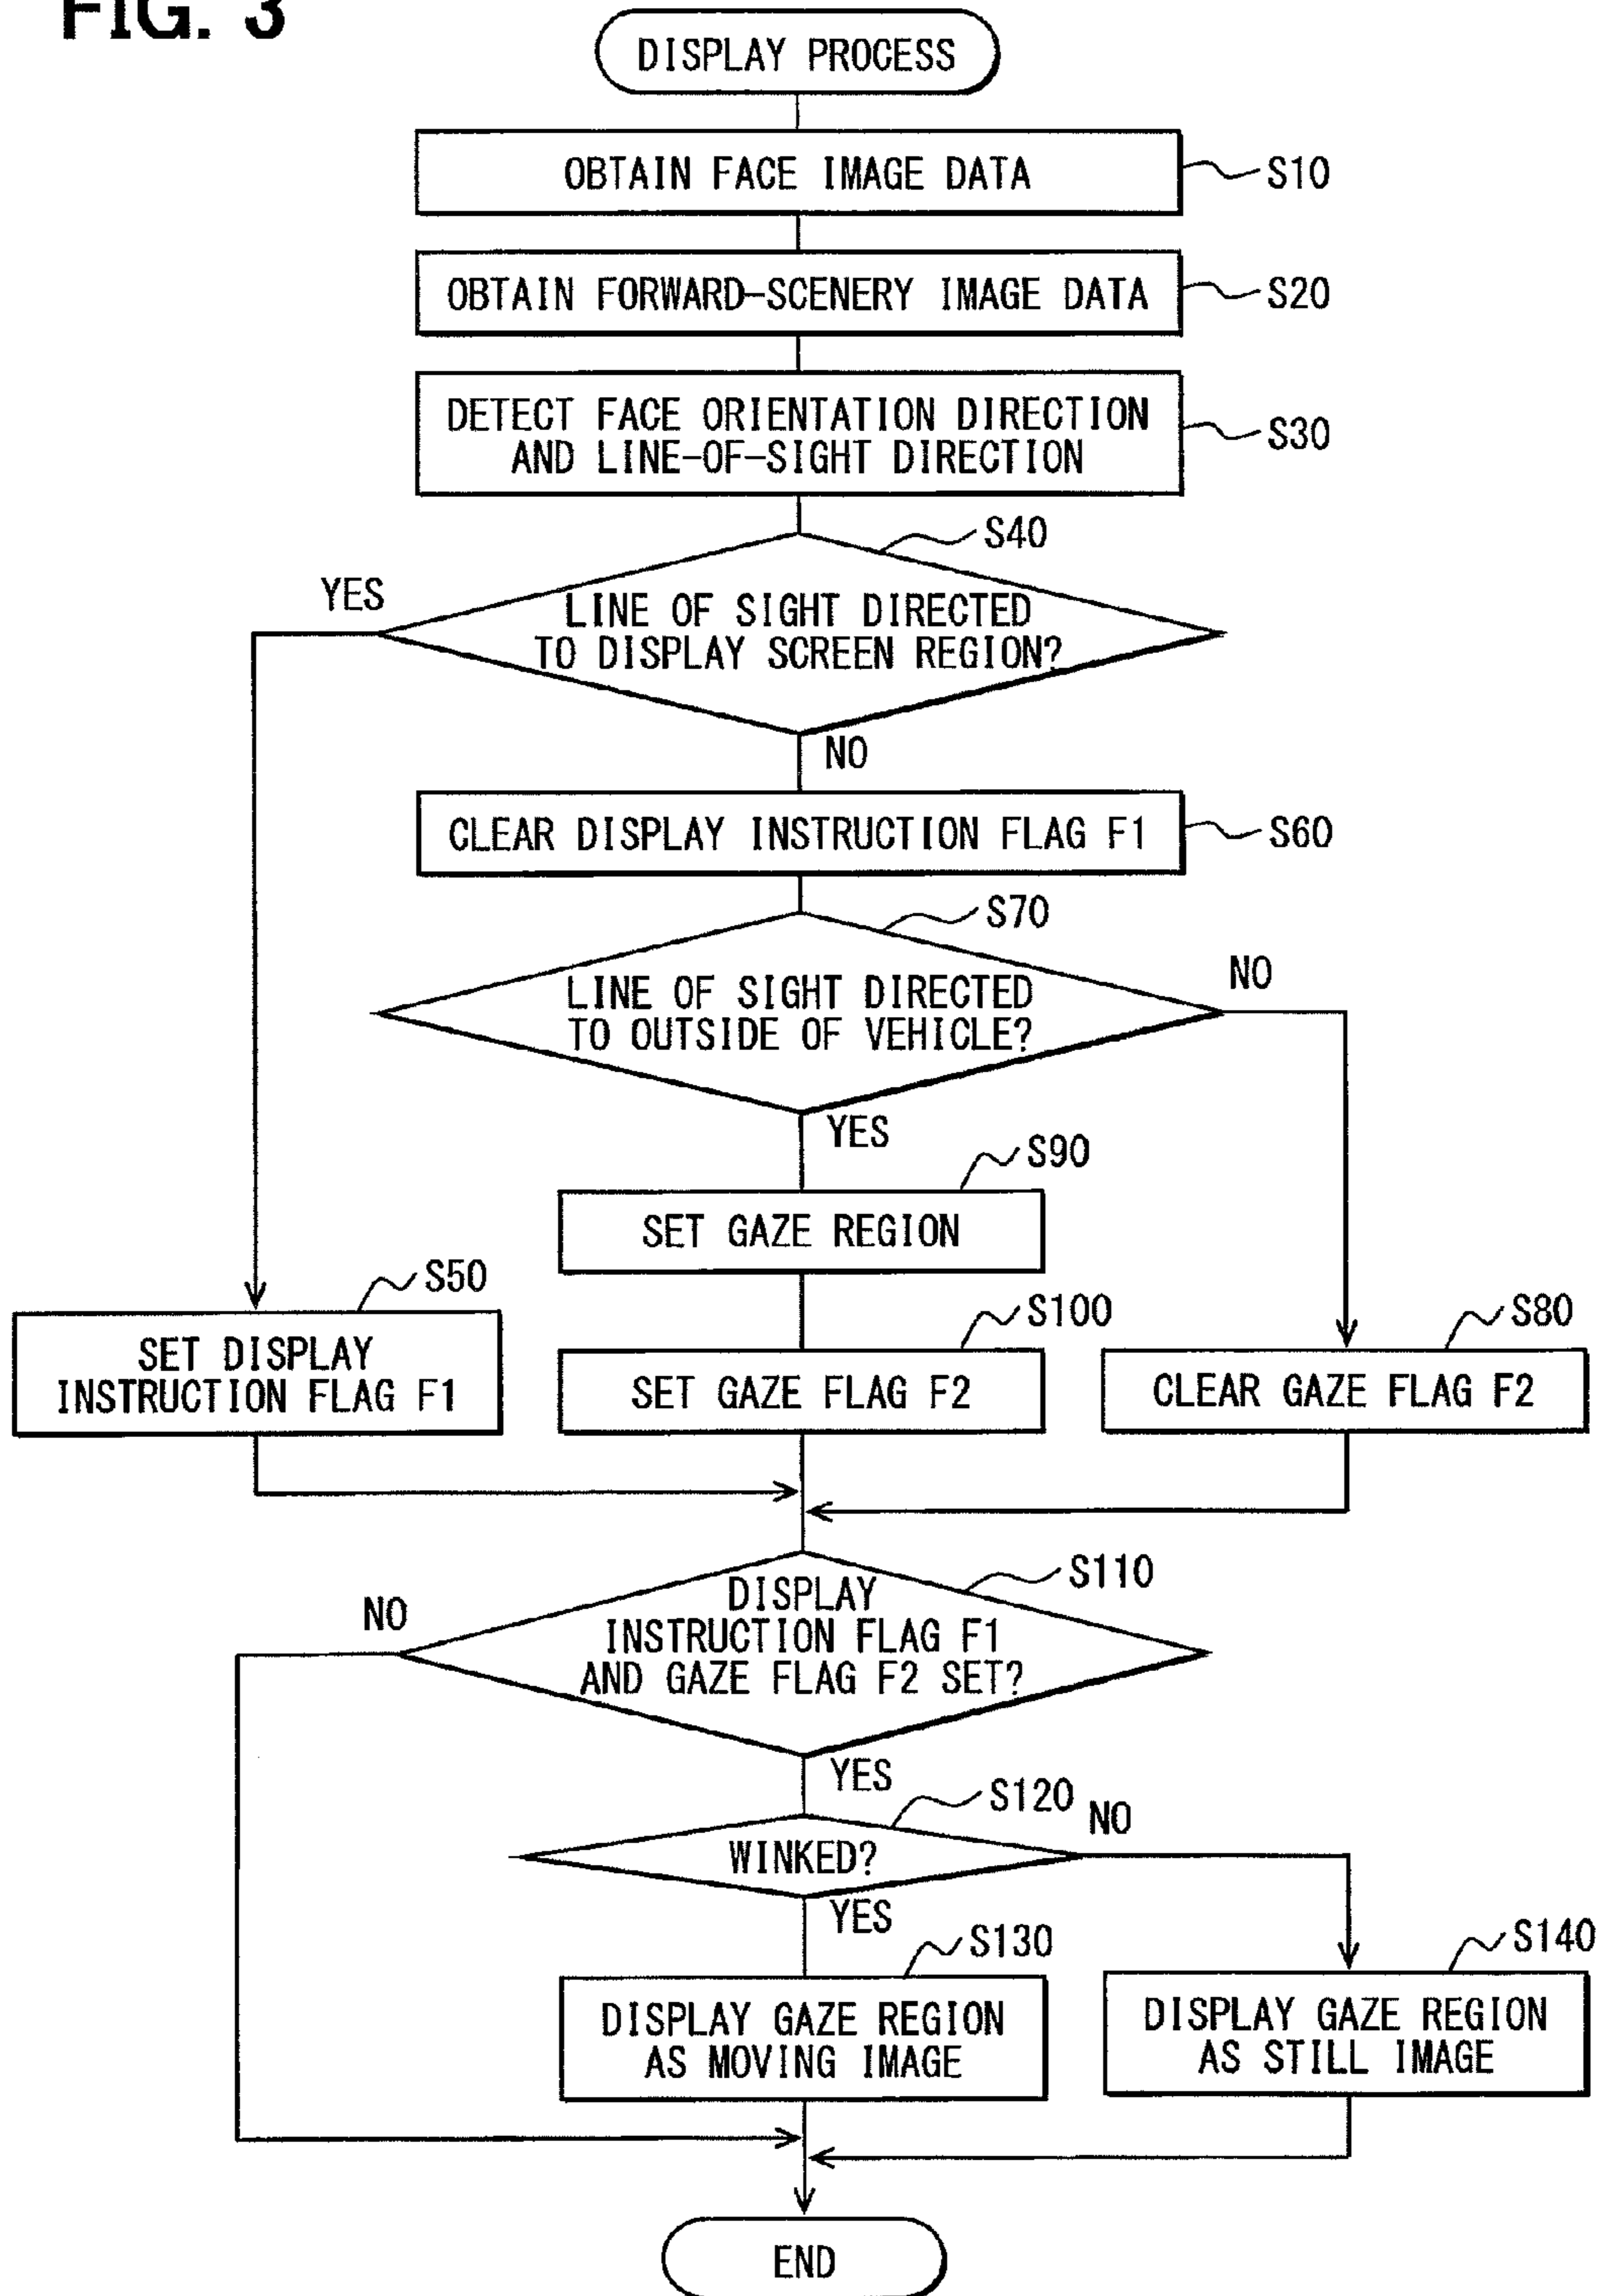 FIG. 3
DISPLAY PROCESS
OBTAIN FACE IMAGE DATA
S10
OBTAIN FORWARD-SCENERY IMAGE DATA
S20
DETECT FACE ORIENTATION DIRECTION
AND LINE-OF-SIGHT DIRECTION
S30
S40
YES
LINE OF SIGHT DIRECTED
TO DISPLAY SCREEN REGION?
NO
CLEAR DISPLAY INSTRUCTION FLAG F1
S60
S70
NO
LINE OF SIGHT DIRECTED
TO OUTSIDE OF VEHICLE?
YES
S90
SET GAZE REGION
S50
SET DISPLAY
INSTRUCTION FLAG F1
S100
SET GAZE FLAG F2
S80
CLEAR GAZE FLAG F2
S110
NO
DISPLAY
INSTRUCTION FLAG F1
AND GAZE FLAG F2 SET?
YES
S120
NO
WINKED?
YES
S130
DISPLAY GAZE REGION
AS MOVING IMAGE
S140
DISPLAY GAZE REGION
AS STILL IMAGE
END